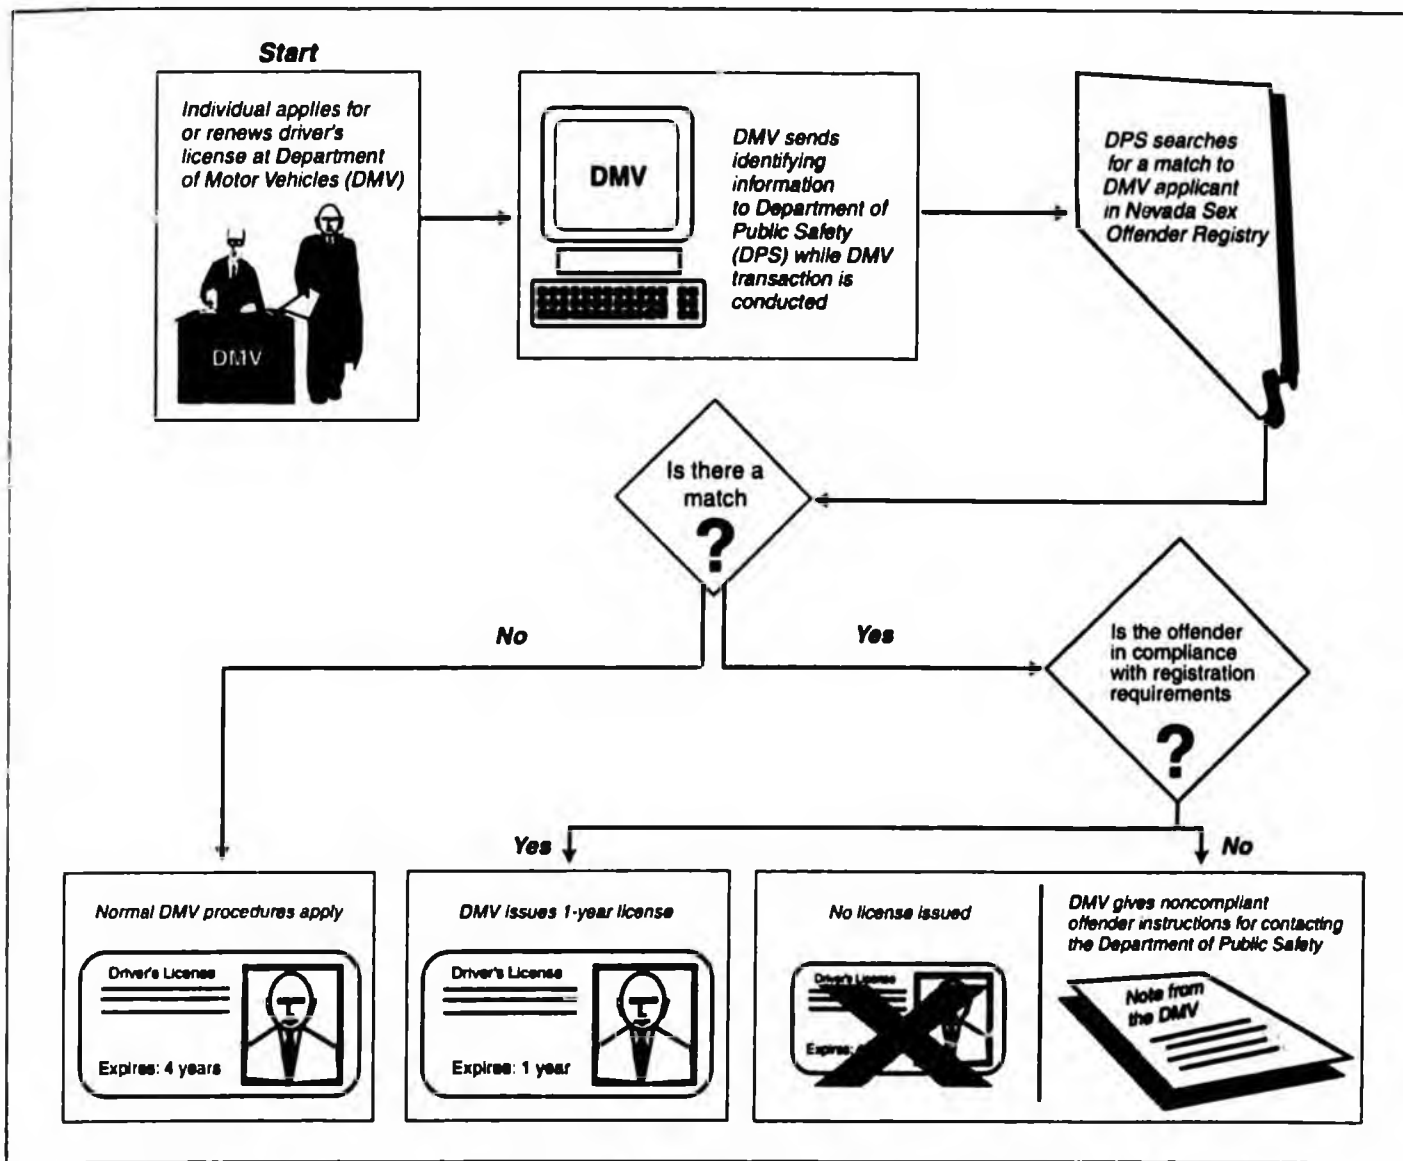 Start
Individual applies for
or renews driver's
license at Department
of Motor Vehicles (DMV)
DMV
DMV
DMV sends
identifying
information
to Department of
Public Safety
(DPS) while DMV
transaction is
conducted
DPS searches
for a match to
DMV applicant
in Nevada Sex
Offender Registry
Is there a
match
?
No
Yes
Is the offender
in compliance
with registration
requirements
?
Yes
No
Normal DMV procedures apply
Driver's License
Expires: 4 years
DMV issues 1-year license
Driver's License
Expires: 1 year
No license issued
Driver's License
Expires:
DMV gives noncompliant
offender instructions for contacting
the Department of Public Safety
Note from
the DMV